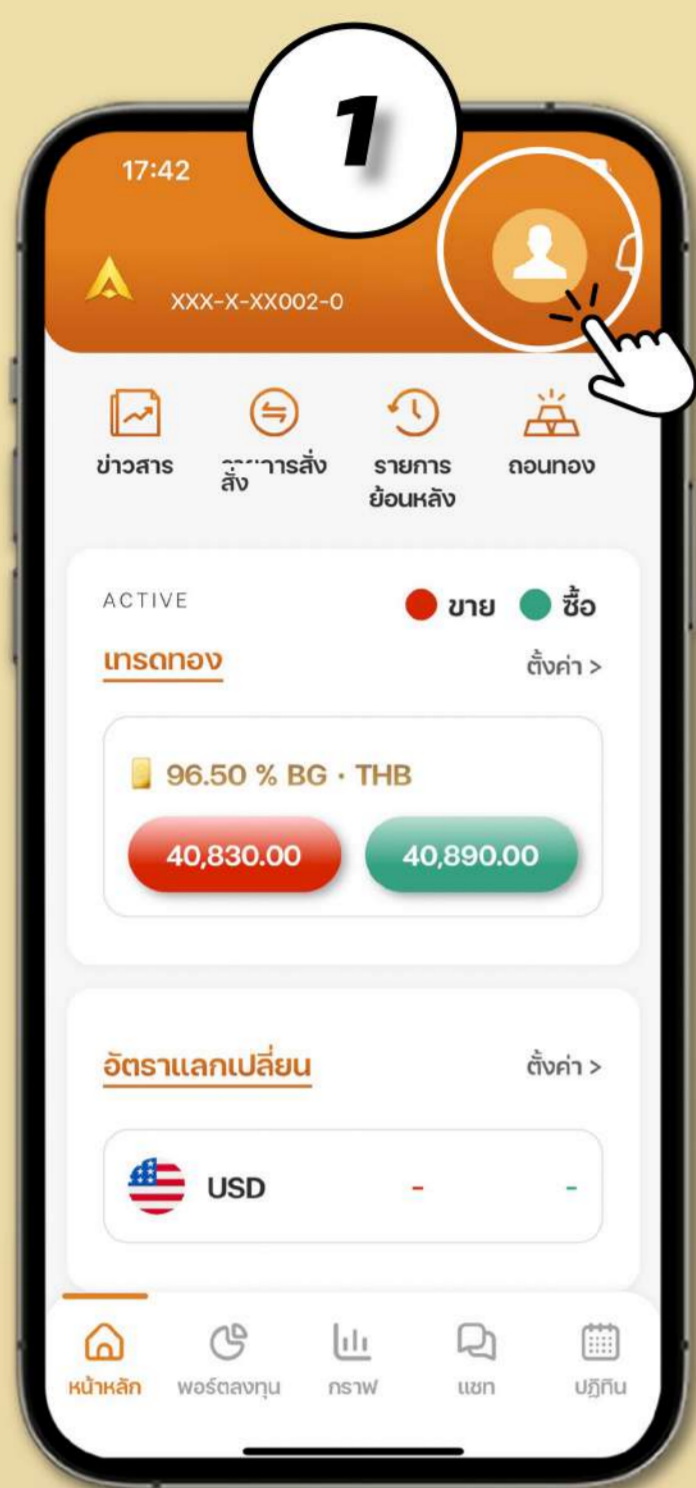 1
17:42
XXX-X-XX002-0
ข่าวสาร
สั่ง
รายการ
ย้อนหลัง
ถอนทอง
ACTIVE
ขาย ซื้อ
เทรดทอง
ตั้งค่า >
96.50 % BG · THB
40,830.00
40,890.00
อัตราแลกเปลี่ยน
ตั้งค่า >
USD - -
หน้าหลัก
พอร์ตลงทุน
กราฟ
แชท
ปฏิทิน